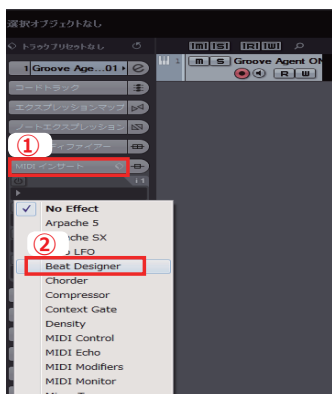 選択オブジェクトなし
トラックプリセットなし
m S R W
1 Groove Age...01
1 m S Groove Agent ON
R W
コードトラック
エクスプレッションマップ
ノートエクスプレッション
①
ィファイアー
MIDI インサート
i 1
✓ No Effect
Arpache 5
che SX
LFO
②
Beat Designer
Chorder
Compressor
Context Gate
Density
MIDI Control
MIDI Echo
MIDI Modifiers
MIDI Monitor